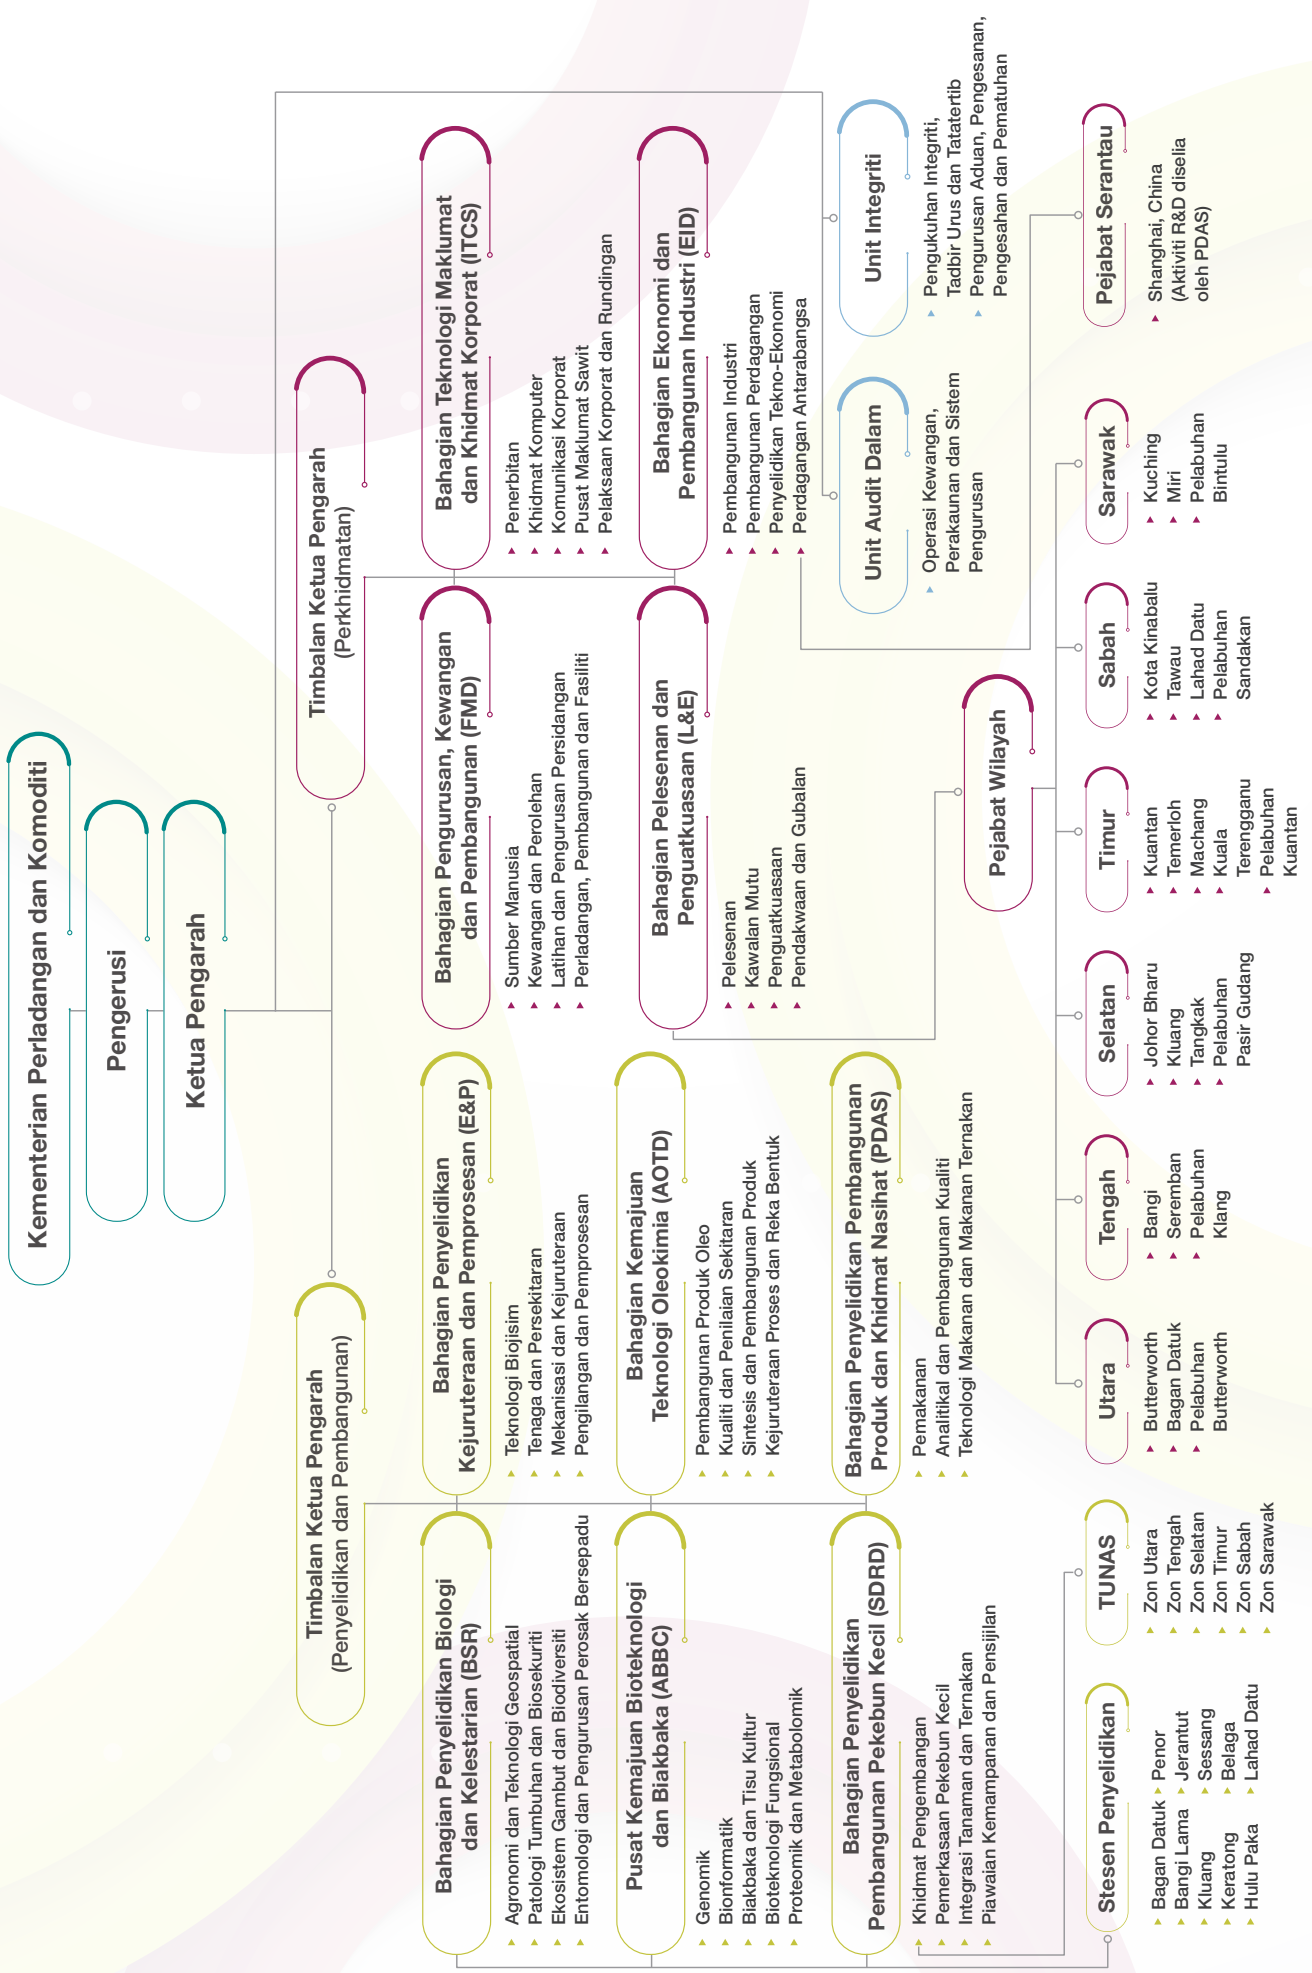 Kementerian Perladangan dan Komoditi
Pengerusi
Ketua Pengarah
Timbalan Ketua Pengarah
(Penyelidikan dan Pembangunan)
Timbalan Ketua Pengarah
(Perkhidmatan)
Bahagian Penyelidikan Biologi
dan Kelestarian (BSR)
Agronomi dan Teknologi Geospatial
Patologi Tumbuhan dan Biosekuriti
Ekosistem Gambut dan Biodiversiti
Entomologi dan Pengurusan Perosak Bersepadu
Bahagian Penyelidikan
Kejuruteraan dan Pemprosesan (E&P)
Teknologi Biojisim
Tenaga dan Persekitaran
Mekanisasi dan Kejuruteraan
Pengilangan dan Pemprosesan
Bahagian Pengurusan, Kewangan
dan Pembangunan (FMD)
Sumber Manusia
Kewangan dan Perolehan
Latihan dan Pengurusan Persidangan
Perladangan, Pembangunan dan Fasiliti
Bahagian Teknologi Maklumat
dan Khidmat Korporat (ITCS)
Penerbitan
Khidmat Komputer
Komunikasi Korporat
Pusat Maklumat Sawit
Pelaksaan Korporat dan Rundingan
Pusat Kemajuan Bioteknologi
dan Biakbaka (ABBC)
Genomik
Bionformatik
Biakbaka dan Tisu Kultur
Bioteknologi Fungsional
Proteomik dan Metabolomik
Bahagian Kemajuan
Teknologi Oleokimia (AOTD)
Pembangunan Produk Oleo
Kualiti dan Penilaian Sekitaran
Sintesis dan Pembangunan Produk
Kejuruteraan Proses dan Reka Bentuk
Bahagian Pelesenan dan
Penguatkuasaan (L&E)
Pelesenan
Kawalan Mutu
Penguatkuasaan
Pendakwaan dan Gubalan
Bahagian Ekonomi dan
Pembangunan Industri (EID)
Pembangunan Industri
Pembangunan Perdagangan
Penyelidikan Tekno-Ekonomi
Perdagangan Antarabangsa
Bahagian Penyelidikan
Pembangunan Pekebun Kecil (SDRD)
Khidmat Pengembangan
Pemerkasaan Pekebun Kecil
Integrasi Tanaman dan Ternakan
Piawaian Kemampanan dan Pensijilan
Bahagian Penyelidikan Pembangunan
Produk dan Khidmat Nasihat (PDAS)
Pemakanan
Analitikal dan Pembangunan Kualiti
Teknologi Makanan dan Makanan Ternakan
Unit Audit Dalam
Operasi Kewangan,
Perakaunan dan Sistem
Pengurusan
Unit Integriti
Pengukuhan Integriti,
Tadbir Urus dan Tatatertib
Pengurusan Aduan, Pengesanan,
Pengesahan dan Pematuhan
Pejabat Wilayah
Stesen Penyelidikan
Bagan Datuk
Bangi Lama
Kluang
Keratong
Hulu Paka
Penor
Jerantut
Sessang
Belaga
Lahad Datu
TUNAS
Zon Utara
Zon Tengah
Zon Selatan
Zon Timur
Zon Sabah
Zon Sarawak
Utara
Butterworth
Bagan Datuk
Pelabuhan
Butterworth
Tengah
Bangi
Seremban
Pelabuhan
Klang
Selatan
Johor Bharu
Kluang
Tangkak
Pelabuhan
Pasir Gudang
Timur
Kuantan
Temerloh
Machang
Kuala
Terengganu
Pelabuhan
Kuantan
Sabah
Kota Kinabalu
Tawau
Lahad Datu
Pelabuhan
Sandakan
Sarawak
Kuching
Miri
Pelabuhan
Bintulu
Pejabat Serantau
Shanghai, China
(Aktiviti R&D diselia
oleh PDAS)